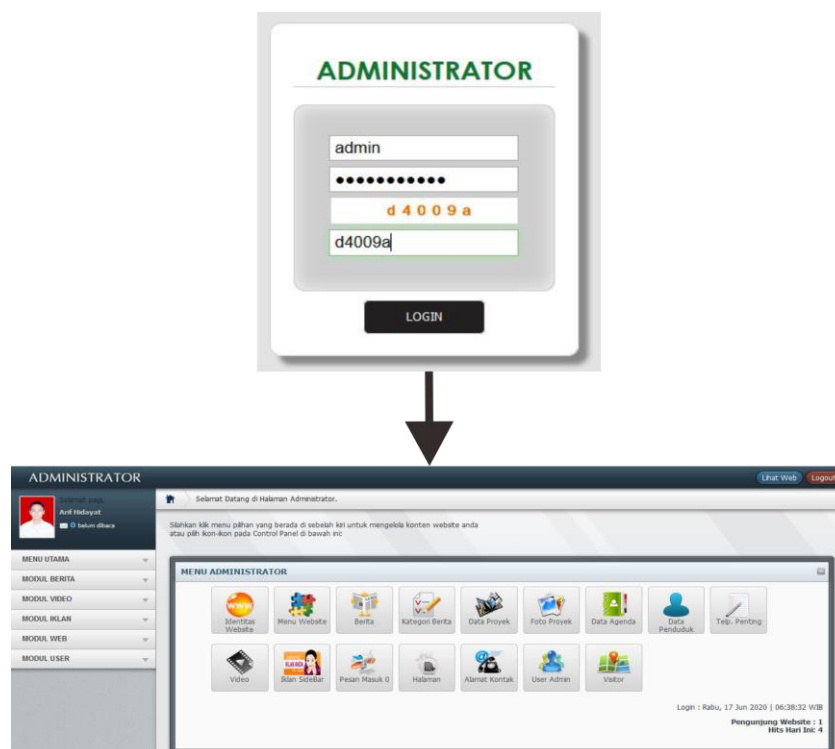 ADMINISTRATOR
admin
•••••••••••
d 4 0 0 9 a
d4009a
LOGIN
ADMINISTRATOR
Lihat Web
Logout
Selamat pagi,
Arif Hidayat
0 belum dibaca
Selamat Datang di Halaman Administrator.
Silahkan klik menu pilihan yang berada di sebelah kiri untuk mengelola konten website anda
atau pilih ikon-ikon pada Control Panel di bawah ini:
MENU UTAMA
MODUL BERITA
MODUL VIDEO
MODUL IKLAN
MODUL WEB
MODUL USER
MENU ADMINISTRATOR
www
Identitas
Website
Menu Website
Berita
Kategori Berita
Data Proyek
Foto Proyek
Data Agenda
Data
Penduduk
Telp. Penting
Video
Iklan SideBar
Pesan Masuk 0
Halaman
Alamat Kontak
User Admin
Visitor
Login : Rabu, 17 Jun 2020 | 06:38:32 WIB
Pengunjung Website : 1
Hits Hari Ini: 4